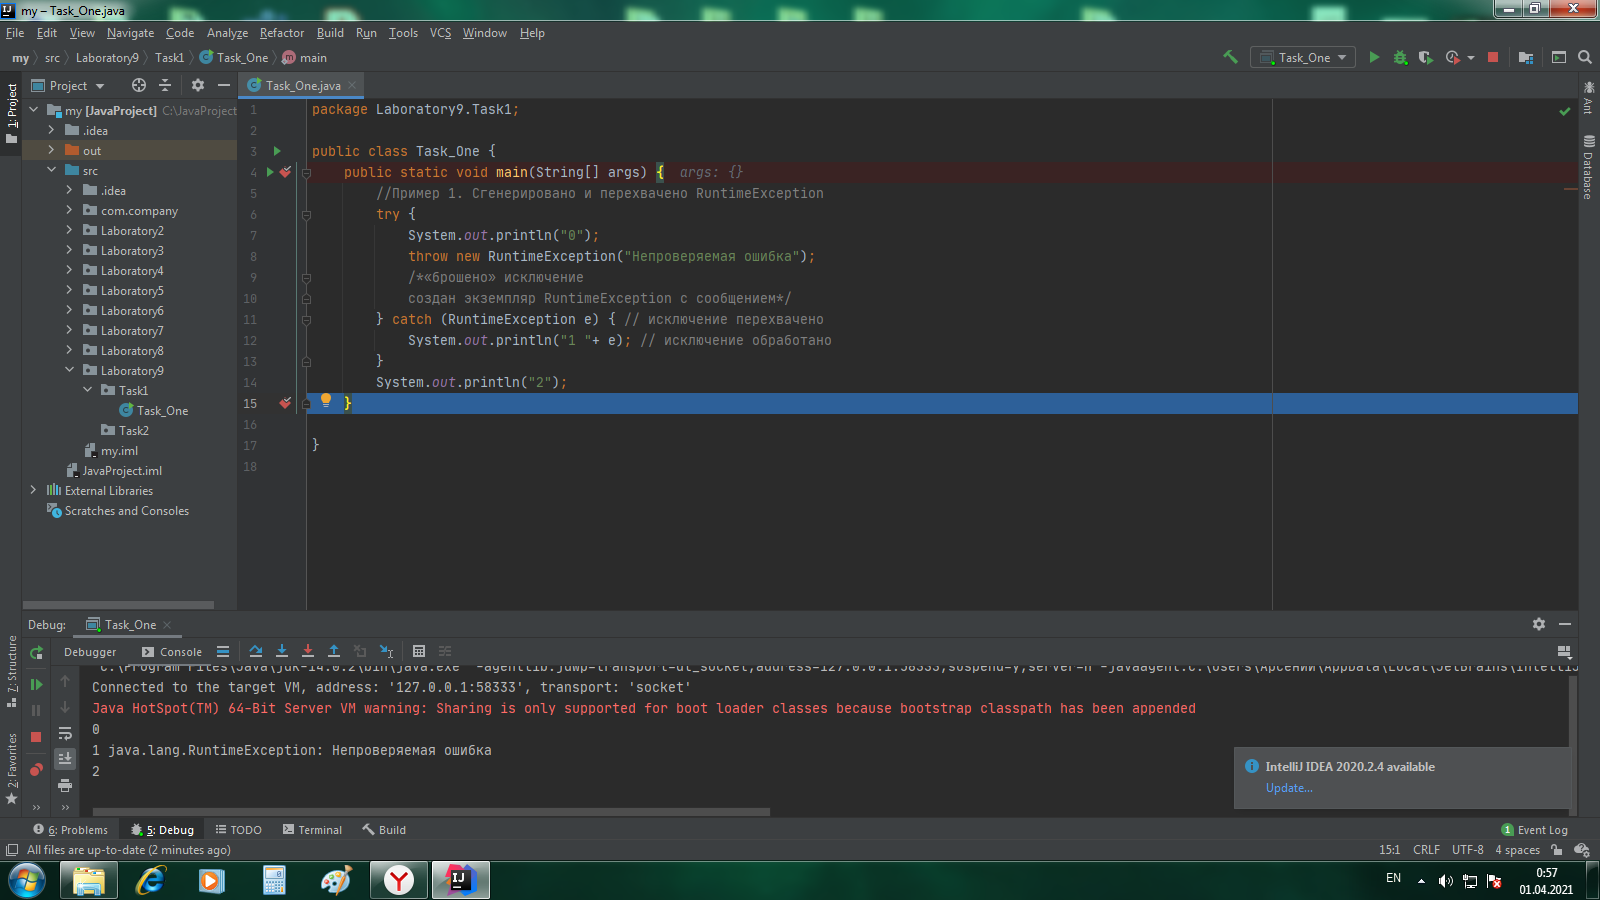 my – Task_One.java
File Edit View Navigate Code Analyze Refactor Build Run Tools VCS Window Help
my src Laboratory9 Task1 Task_One main
Task_One
Project
Task_One.java
1: Project
my [JavaProject] C:\JavaProject
.idea
out
src
.idea
com.company
Laboratory2
Laboratory3
Laboratory4
Laboratory5
Laboratory6
Laboratory7
Laboratory8
Laboratory9
Task1
Task_One
Task2
my.iml
JavaProject.iml
External Libraries
Scratches and Consoles
1 package Laboratory9.Task1;
2
3 public class Task_One {
4 public static void main(String[] args) { args: {}
5 //Пример 1. Сгенерировано и перехвачено RuntimeException
6 try {
7 System.out.println("0");
8 throw new RuntimeException("Непроверяемая ошибка");
9 /*«брошено» исключение
10 создан экземпляр RuntimeException с сообщением*/
11 } catch (RuntimeException e) { // исключение перехвачено
12 System.out.println("1 "+ e); // исключение обработано
13 }
14 System.out.println("2");
15 }
16
17 }
18
Ant
Database
7: Structure
2: Favorites
Debug: Task_One
Debugger Console
"C:\Program Files\Java\jdk-14.0.2\bin\java.exe" -agentlib:jdwp=transport=dt_socket,address=127.0.0.1:58333,suspend=y,server=n -javaagent:C:\Users\Арсений\AppData\Local\JetBrains\IntelliJ
Connected to the target VM, address: '127.0.0.1:58333', transport: 'socket'
Java HotSpot(TM) 64-Bit Server VM warning: Sharing is only supported for boot loader classes because bootstrap classpath has been appended
0
1 java.lang.RuntimeException: Непроверяемая ошибка
2
IntelliJ IDEA 2020.2.4 available
Update...
6: Problems 5: Debug TODO Terminal Build
1 Event Log
All files are up-to-date (2 minutes ago)
15:1 CRLF UTF-8 4 spaces
EN
0:57
01.04.2021